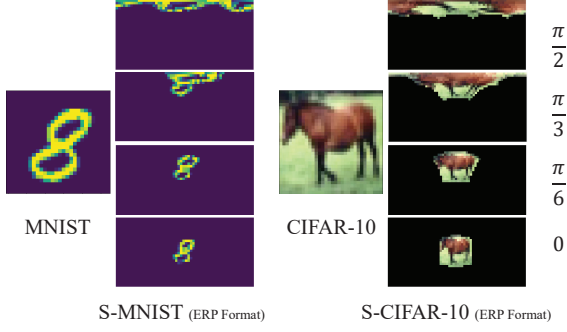 π/2
π/3
π/6
0
MNIST
CIFAR-10
S-MNIST (ERP Format)
S-CIFAR-10 (ERP Format)